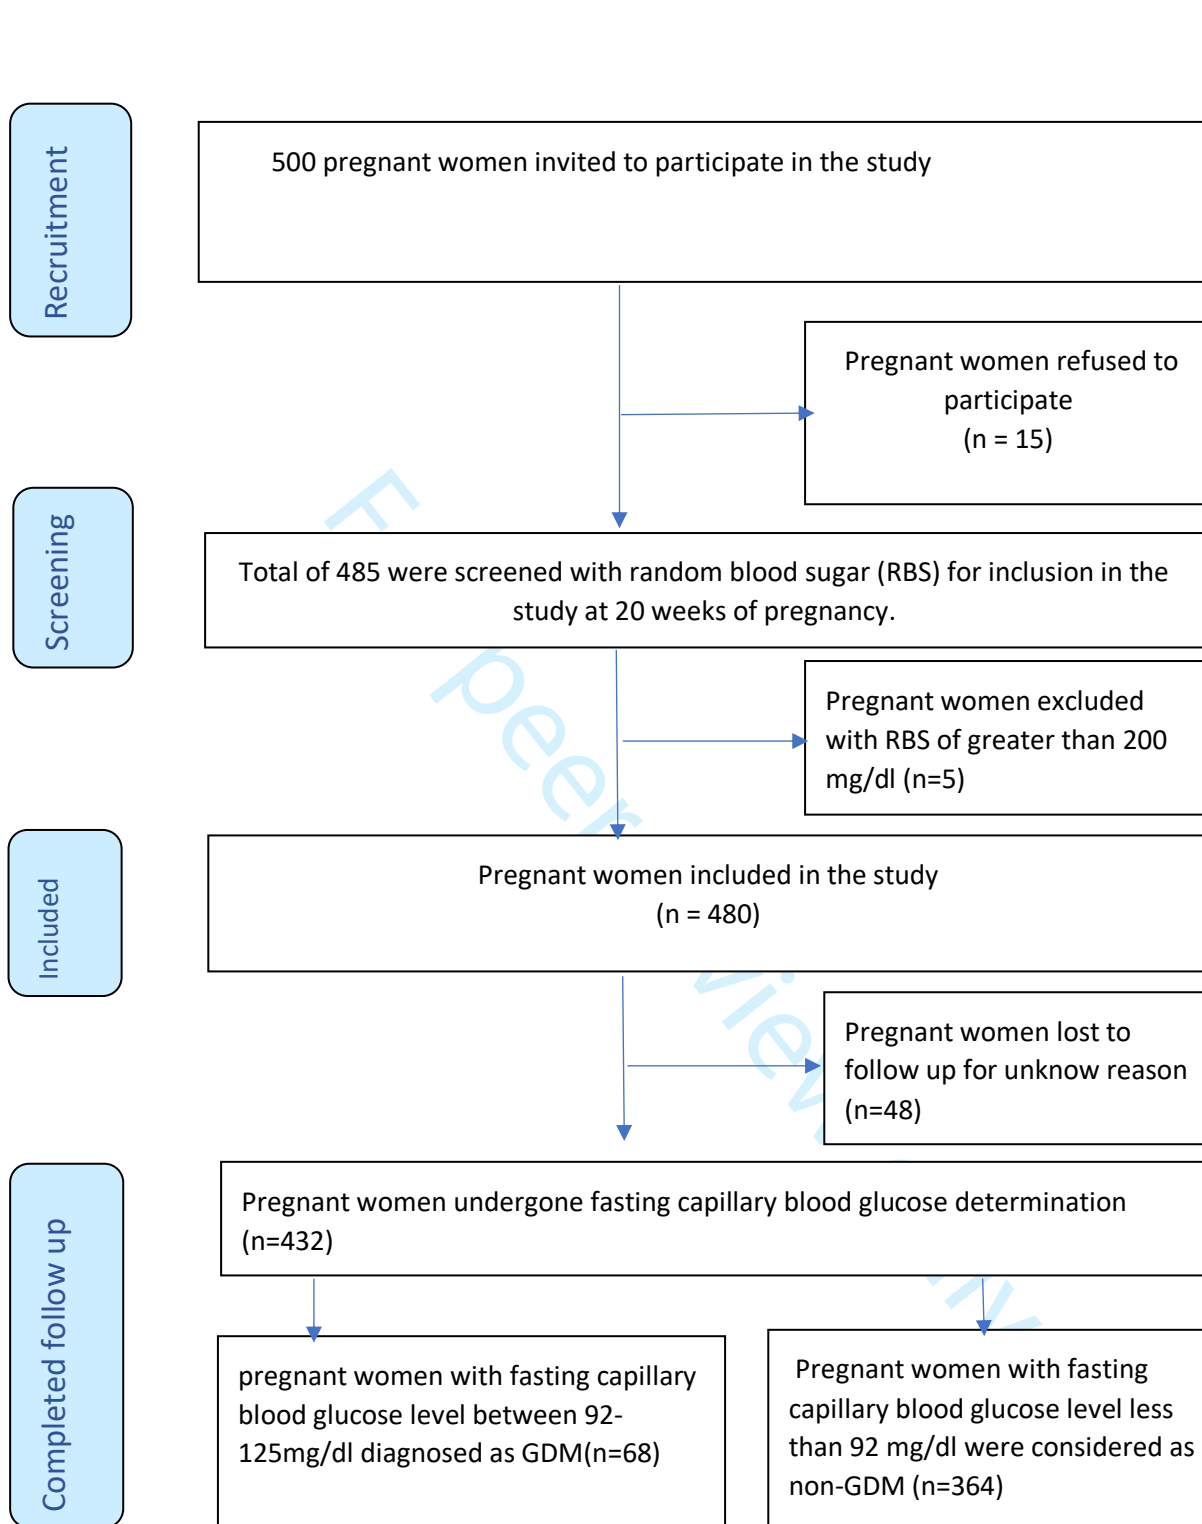 Recruitment
500 pregnant women invited to participate in the study
Pregnant women refused to
participate
(n = 15)
Screening
Total of 485 were screened with random blood sugar (RBS) for inclusion in the
study at 20 weeks of pregnancy.
Pregnant women excluded
with RBS of greater than 200
mg/dl (n=5)
Included
Pregnant women included in the study
(n = 480)
Pregnant women lost to
follow up for unknow reason
(n=48)
Completed follow up
Pregnant women undergone fasting capillary blood glucose determination
(n=432)
pregnant women with fasting capillary
blood glucose level between 92-
125mg/dl diagnosed as GDM(n=68)
Pregnant women with fasting
capillary blood glucose level less
than 92 mg/dl were considered as
non-GDM (n=364)
peer